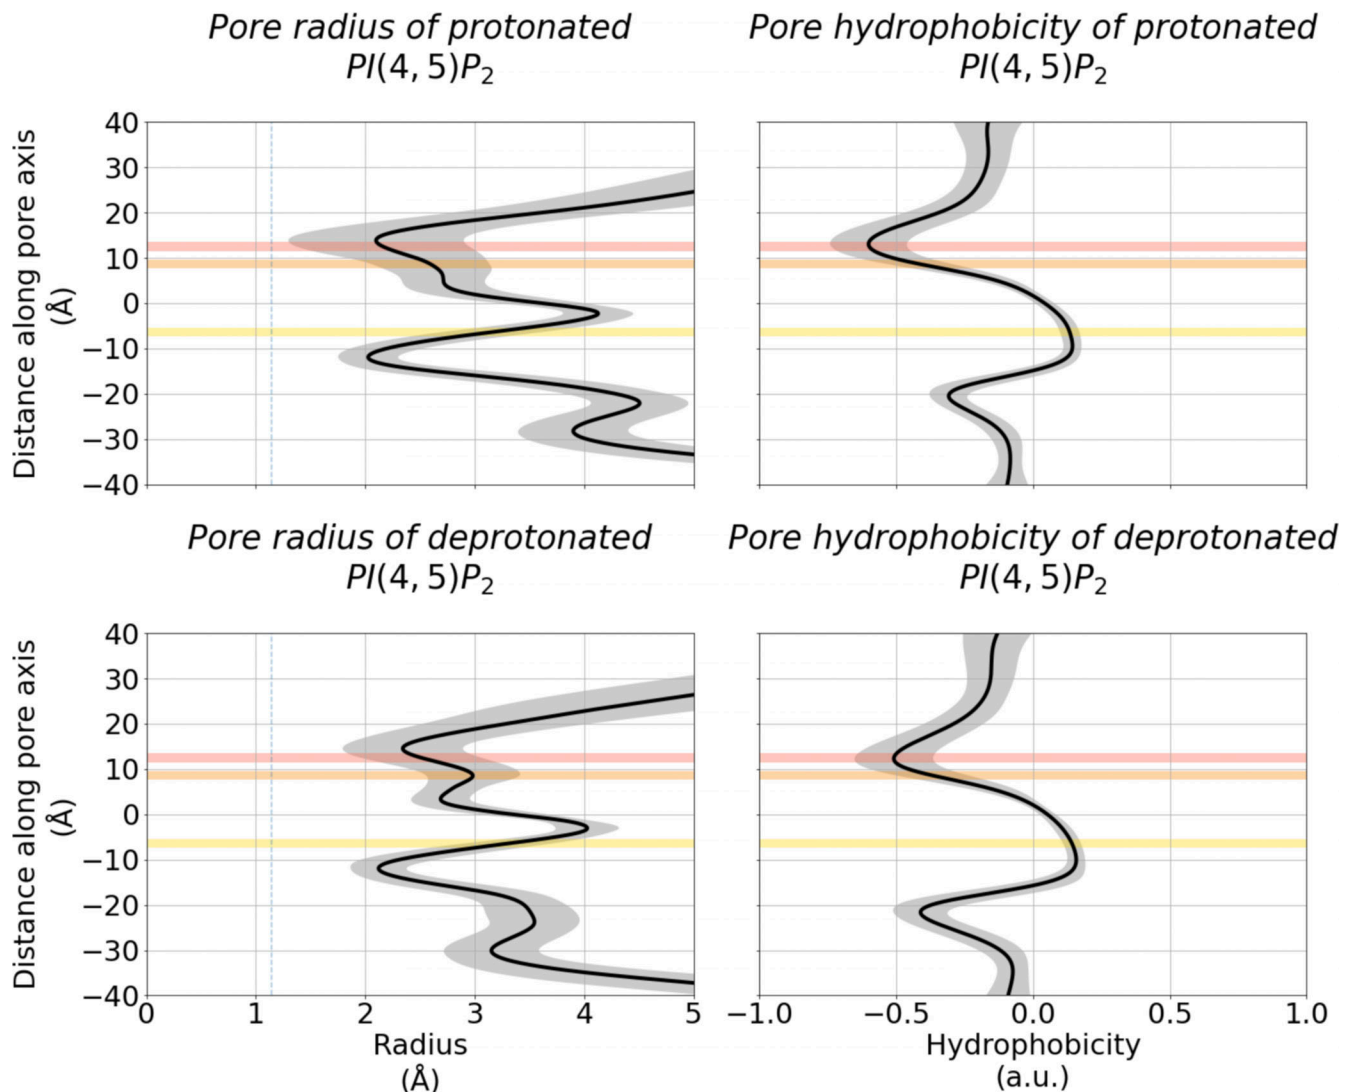 Pore radius of protonated
PI(4, 5)P₂
Pore hydrophobicity of protonated
PI(4, 5)P₂
Distance along pore axis
(Å)
40
30
20
10
0
−10
−20
−30
−40
Pore radius of deprotonated
PI(4, 5)P₂
Pore hydrophobicity of deprotonated
PI(4, 5)P₂
Distance along pore axis
(Å)
40
30
20
10
0
−10
−20
−30
−40
0 1 2 3 4 5
Radius
(Å)
−1.0 −0.5 0.0 0.5 1.0
Hydrophobicity
(a.u.)